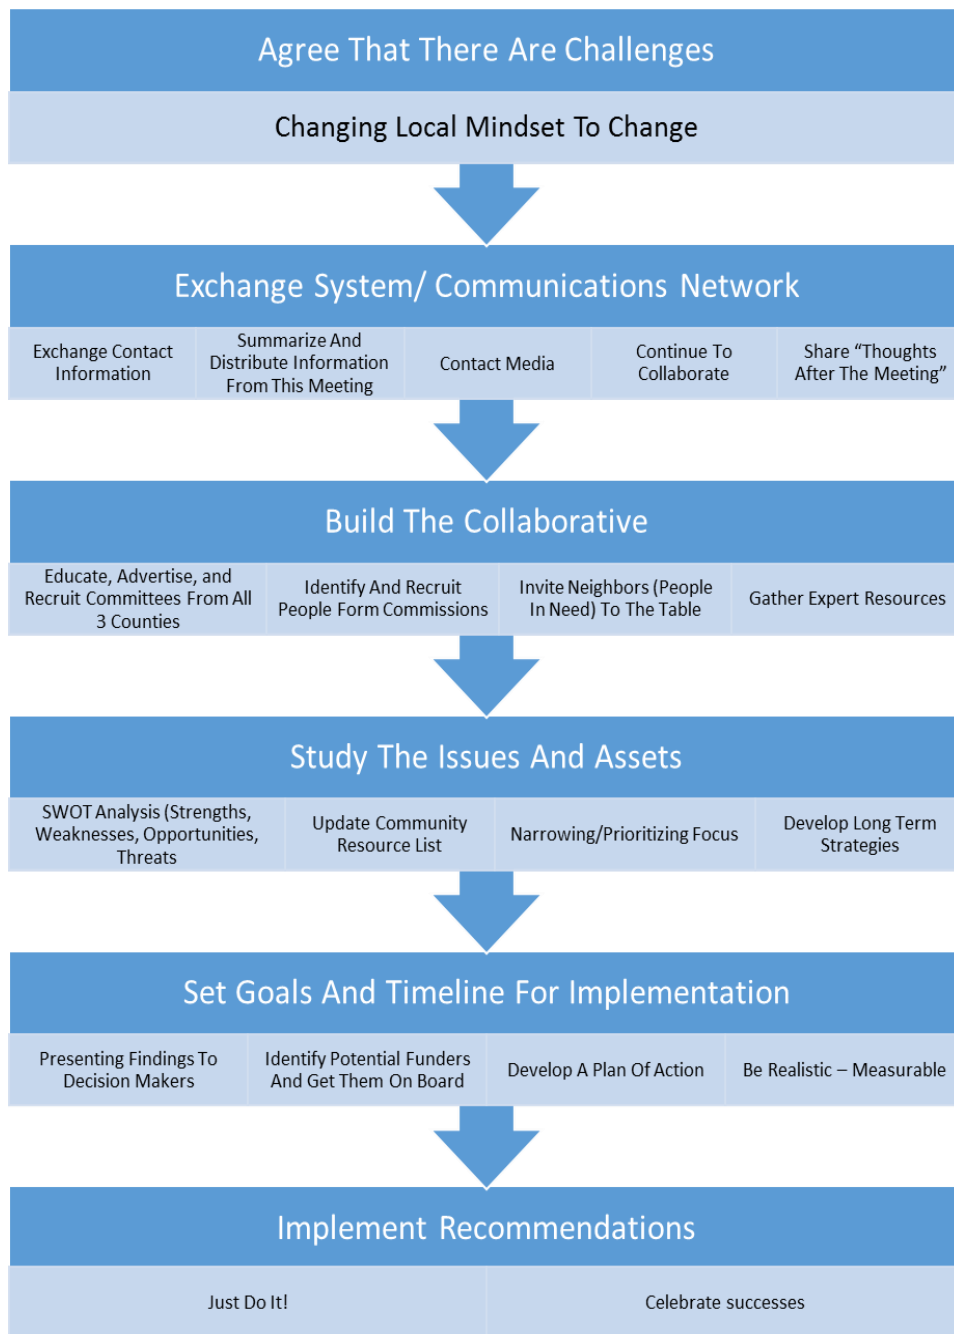 Agree That There Are Challenges
Changing Local Mindset To Change
Exchange System/ Communications Network
Exchange Contact
Information
Summarize And
Distribute Information
From This Meeting
Contact Media
Continue To
Collaborate
Share “Thoughts
After The Meeting”
Build The Collaborative
Educate, Advertise, and
Recruit Committees From All
3 Counties
Identify And Recruit
People Form Commissions
Invite Neighbors (People
In Need) To The Table
Gather Expert Resources
Study The Issues And Assets
SWOT Analysis (Strengths,
Weaknesses, Opportunities,
Threats
Update Community
Resource List
Narrowing/Prioritizing Focus
Develop Long Term
Strategies
Set Goals And Timeline For Implementation
Presenting Findings To
Decision Makers
Identify Potential Funders
And Get Them On Board
Develop A Plan Of Action
Be Realistic – Measurable
Implement Recommendations
Just Do It!
Celebrate successes